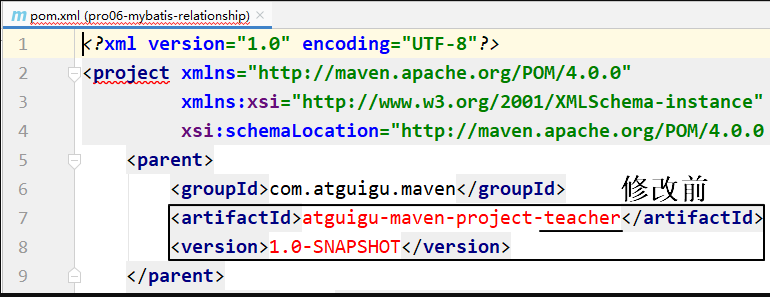 pom.xml (pro06-mybatis-relationship)
1 <?xml version="1.0" encoding="UTF-8"?>
2 <project xmlns="http://maven.apache.org/POM/4.0.0"
3 xmlns:xsi="http://www.w3.org/2001/XMLSchema-instance"
4 xsi:schemaLocation="http://maven.apache.org/POM/4.0.0
5 <parent>
6 <groupId>com.atguigu.maven</groupId>
修改前
7 <artifactId>atguigu-maven-project-teacher</artifactId>
8 <version>1.0-SNAPSHOT</version>
9 </parent>